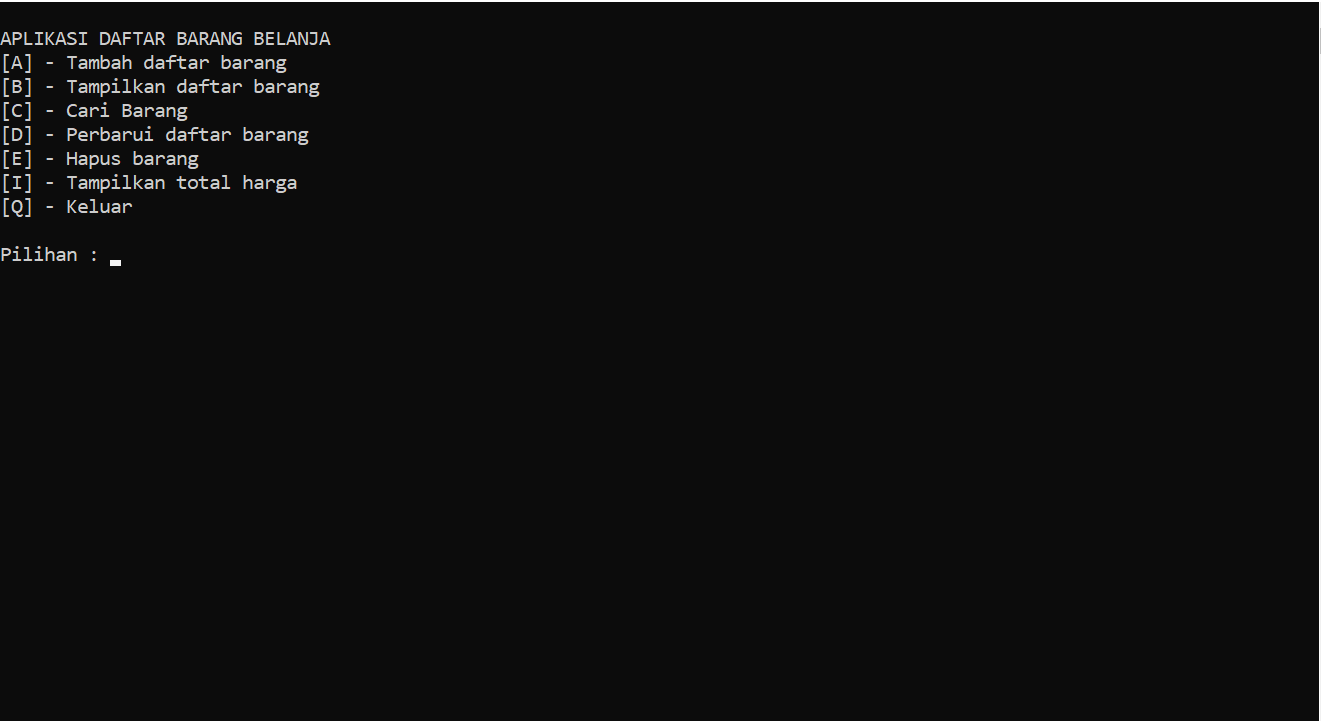 APLIKASI DAFTAR BARANG BELANJA
[A] - Tambah daftar barang
[B] - Tampilkan daftar barang
[C] - Cari Barang
[D] - Perbarui daftar barang
[E] - Hapus barang
[I] - Tampilkan total harga
[Q] - Keluar
Pilihan :